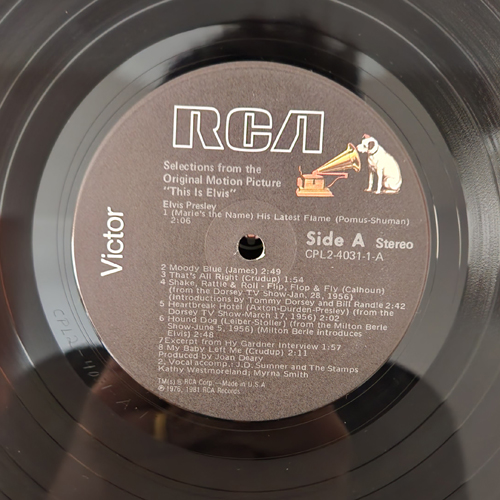 RCA
Selections from the
Original Motion Picture
"This Is Elvis"
Elvis Presley
1 (Marie's the Name) His Latest Flame (Pomus-Shuman)
2:06
Side A Stereo
CPL2-4031-1-A
Victor
2 Moody Blue (James) 2:49
3 That's All Right (Crudup) 1:54
4 Shake, Rattle & Roll - Flip, Flop & Fly (Calhoun)
(from the Dorsey TV Show-Jan. 28, 1956)
(Introductions by Tommy Dorsey and Bill Randle) 2:42
5 Heartbreak Hotel (Axton-Durden-Presley) (from the
Dorsey TV Show-March 17, 1956) 2:02
6 Hound Dog (Leiber-Stoller) (from the Milton Berle
Show-June 5, 1956) (Milton Berle introduces
Elvis) 2:48
7 Excerpt from Hy Gardner Interview 1:57
8 My Baby Left Me (Crudup) 2:11
Produced by Joan Deary
2. Vocal accomp.: J.D. Sumner and The Stamps
Kathy Westmoreland; Myrna Smith
TM(s) ® RCA Corp.—Made in U.S.A
℗ 1976, 1981 RCA Records